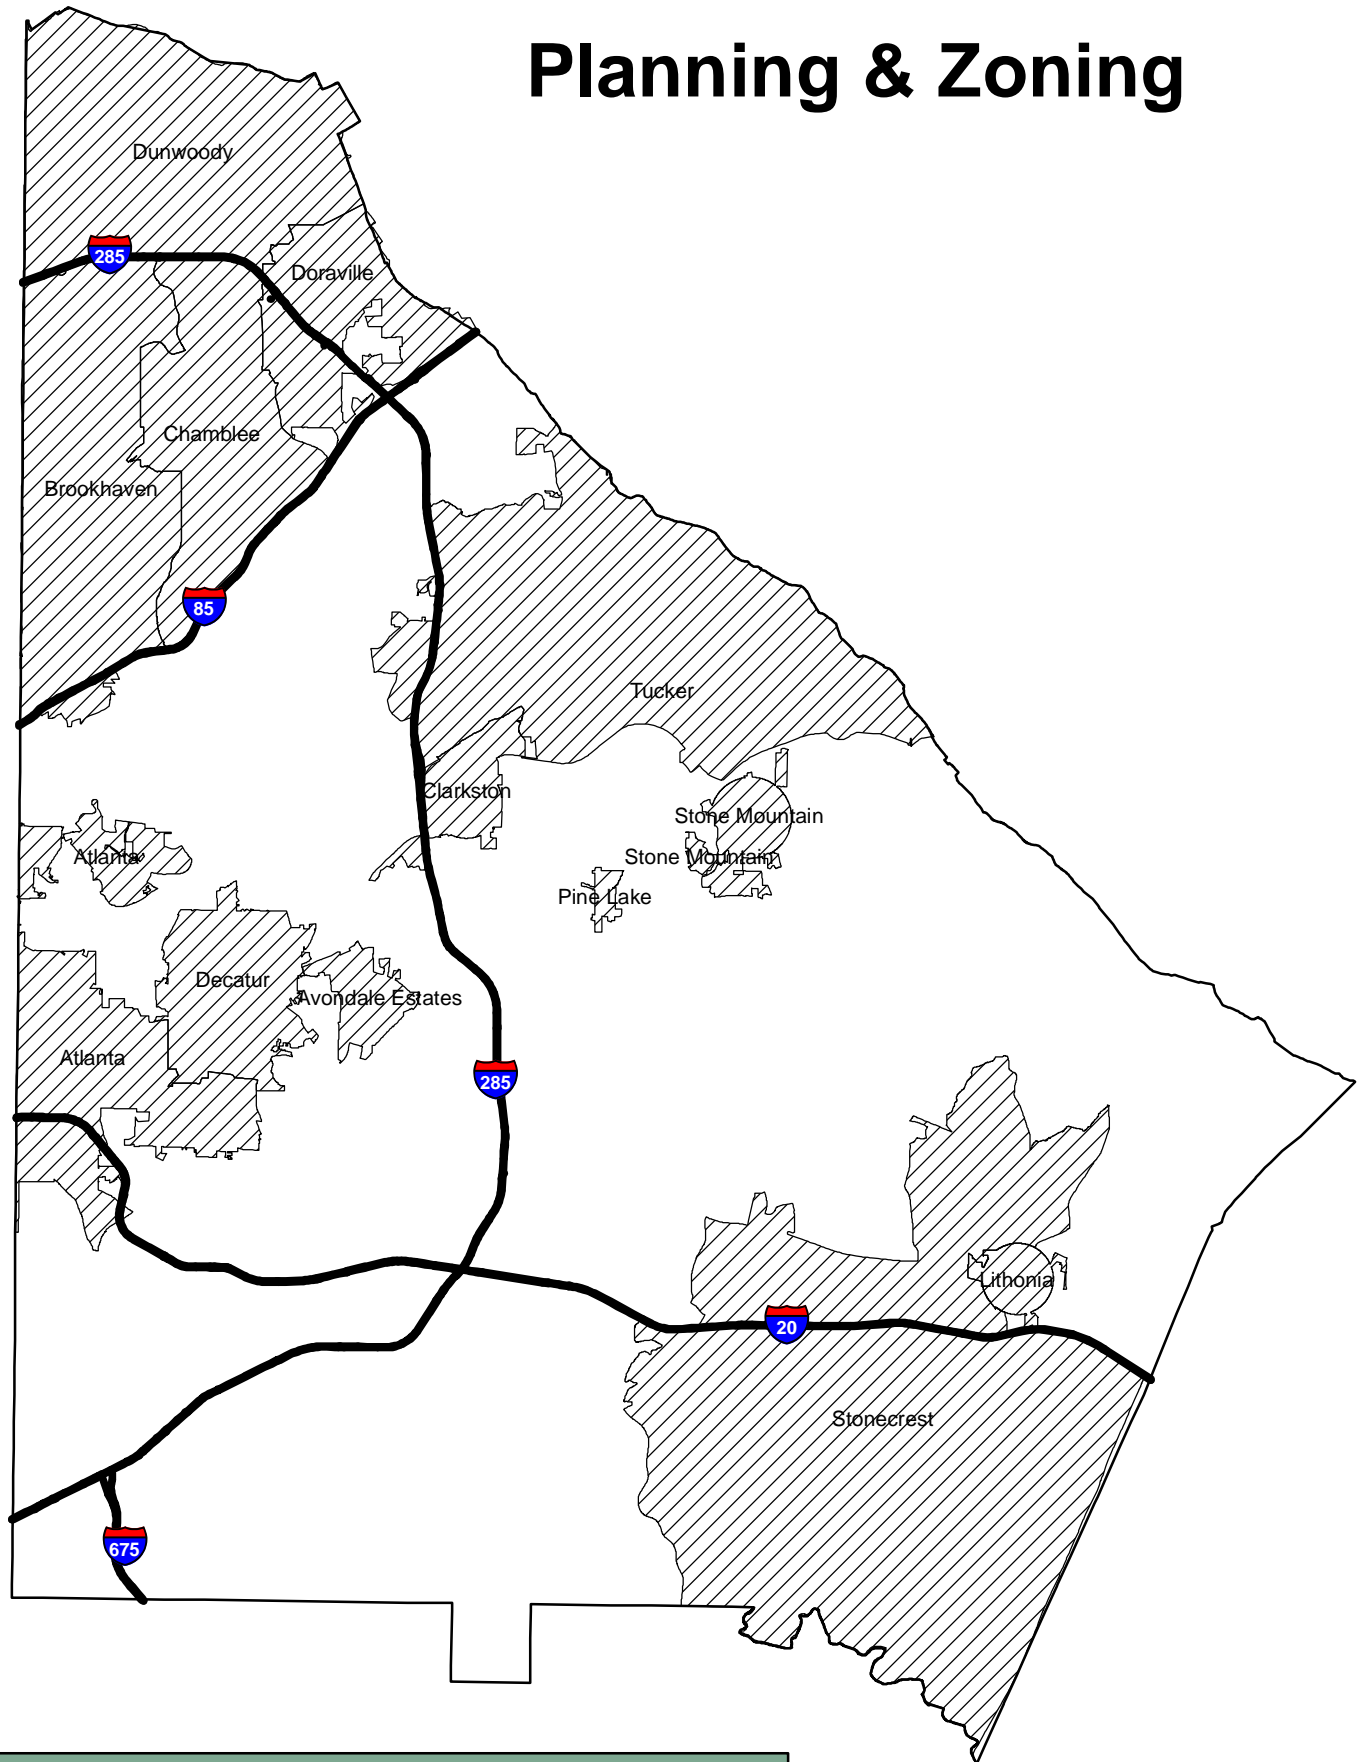 Planning & Zoning
Dunwoody
285
Doraville
Chamblee
Brookhaven
85
Tucker
Clarkston
Stone Mountain
Atlanta
Stone Mountain
Pine Lake
Decatur
Avondale Estates
Atlanta
285
Lithonia
20
Stonecrest
675